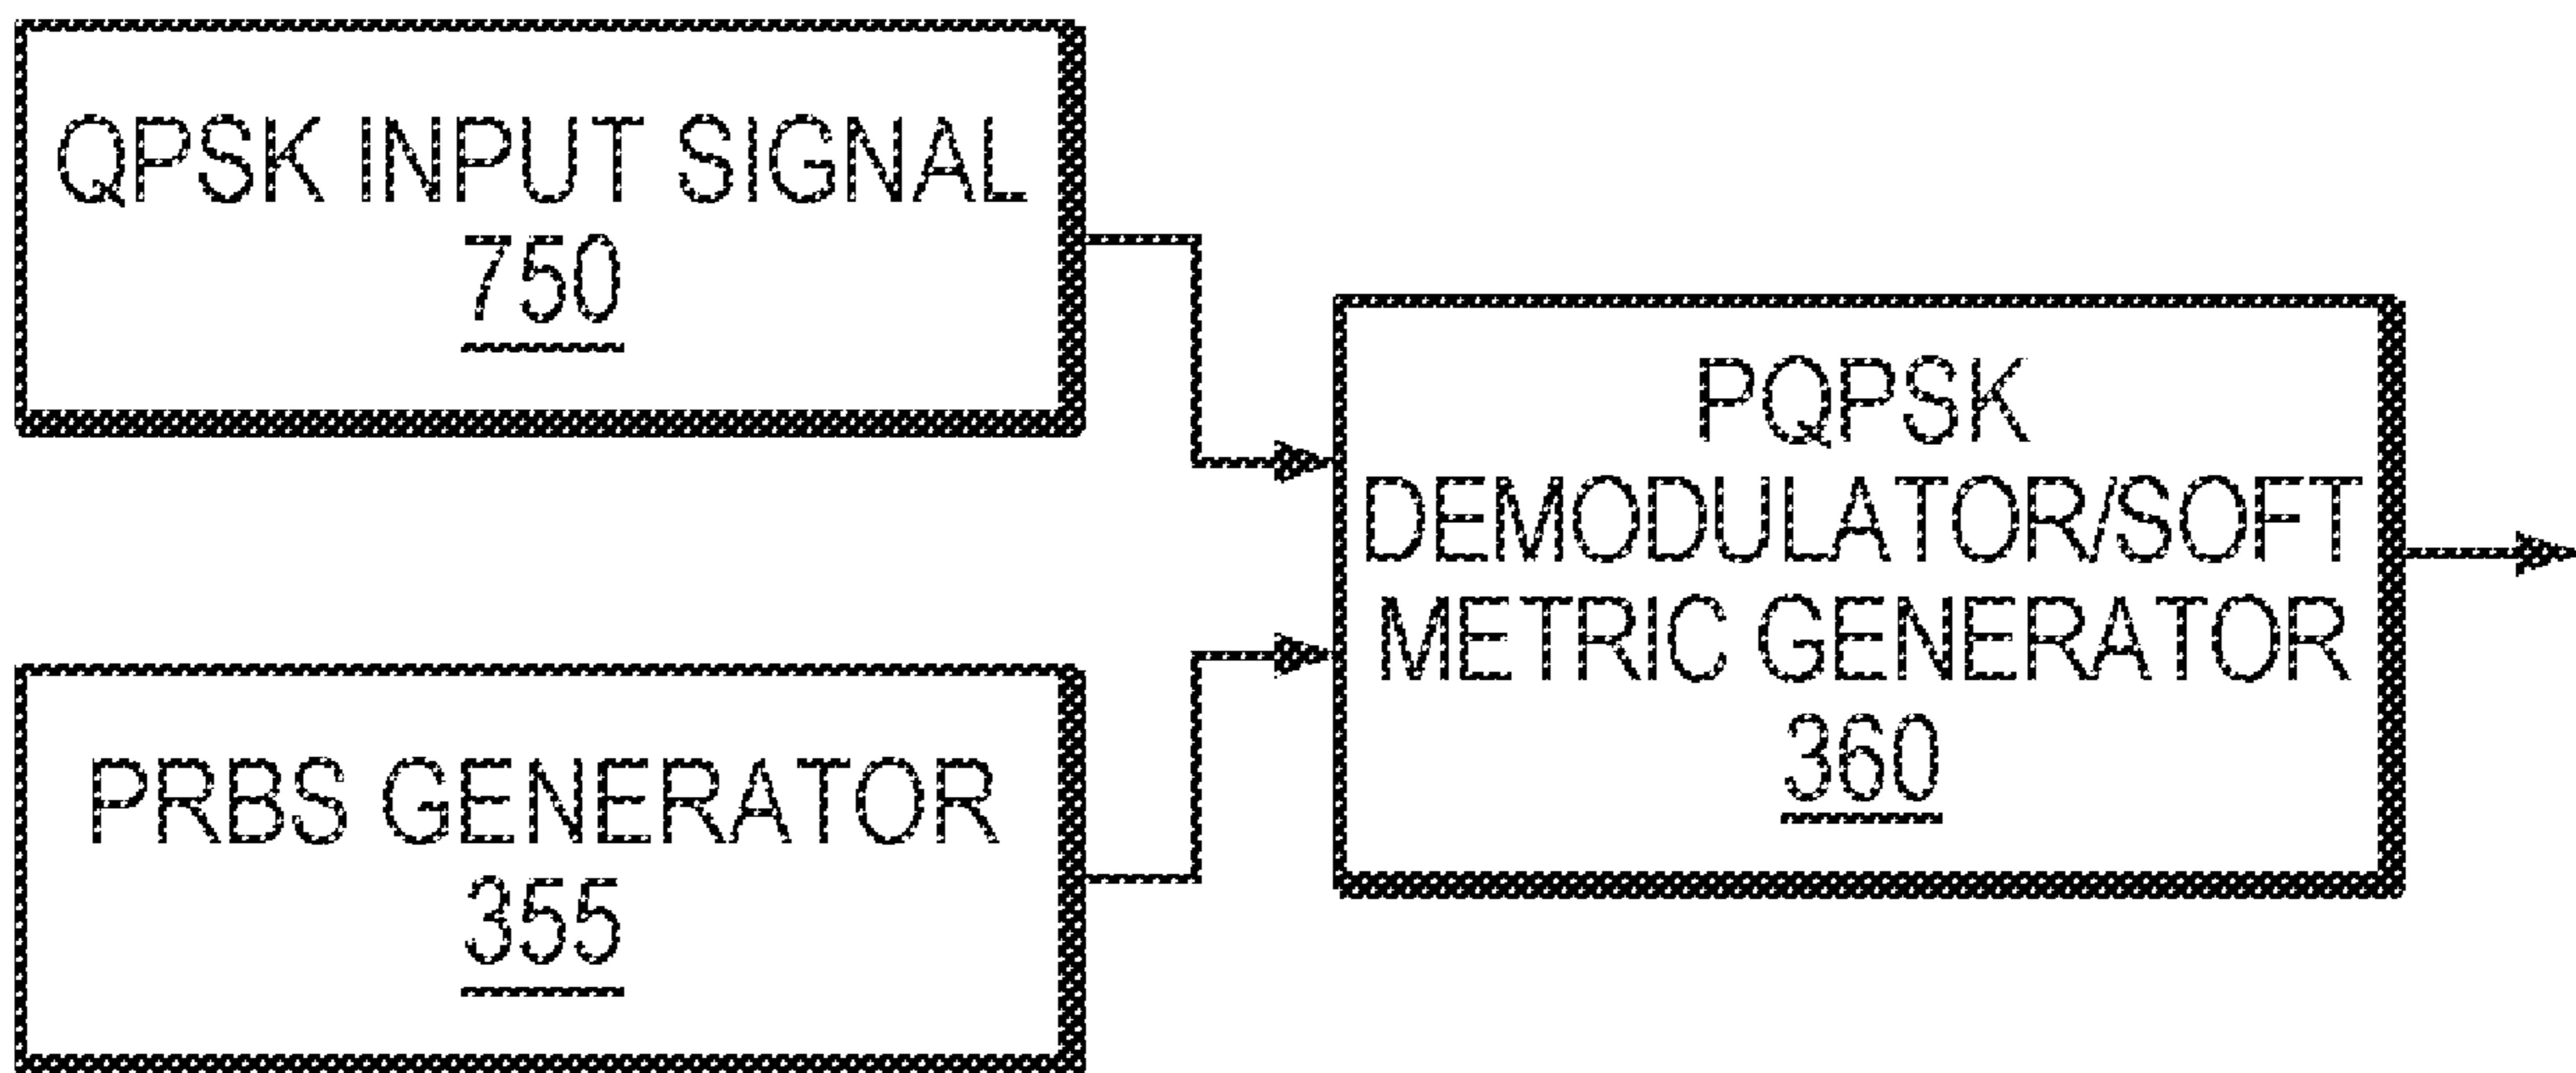 QPSK INPUT SIGNAL
750
PRBS GENERATOR
355
PQPSK
DEMODULATOR/SOFT
METRIC GENERATOR
360